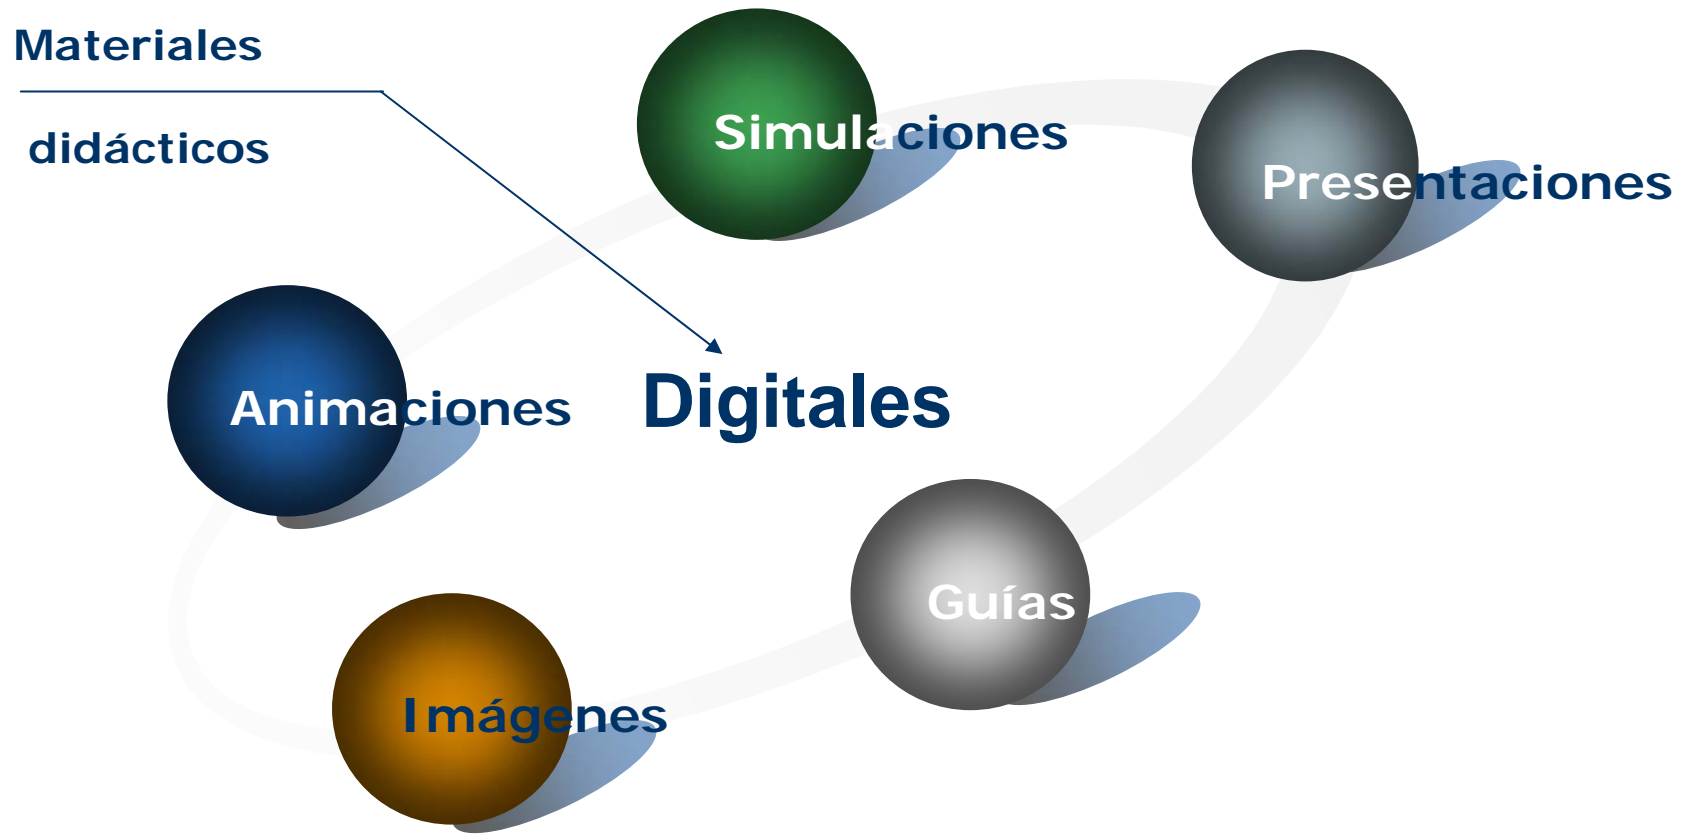 Materiales
didácticos
Simulaciones
Presentaciones
Animaciones
Digitales
Guías
Imágenes